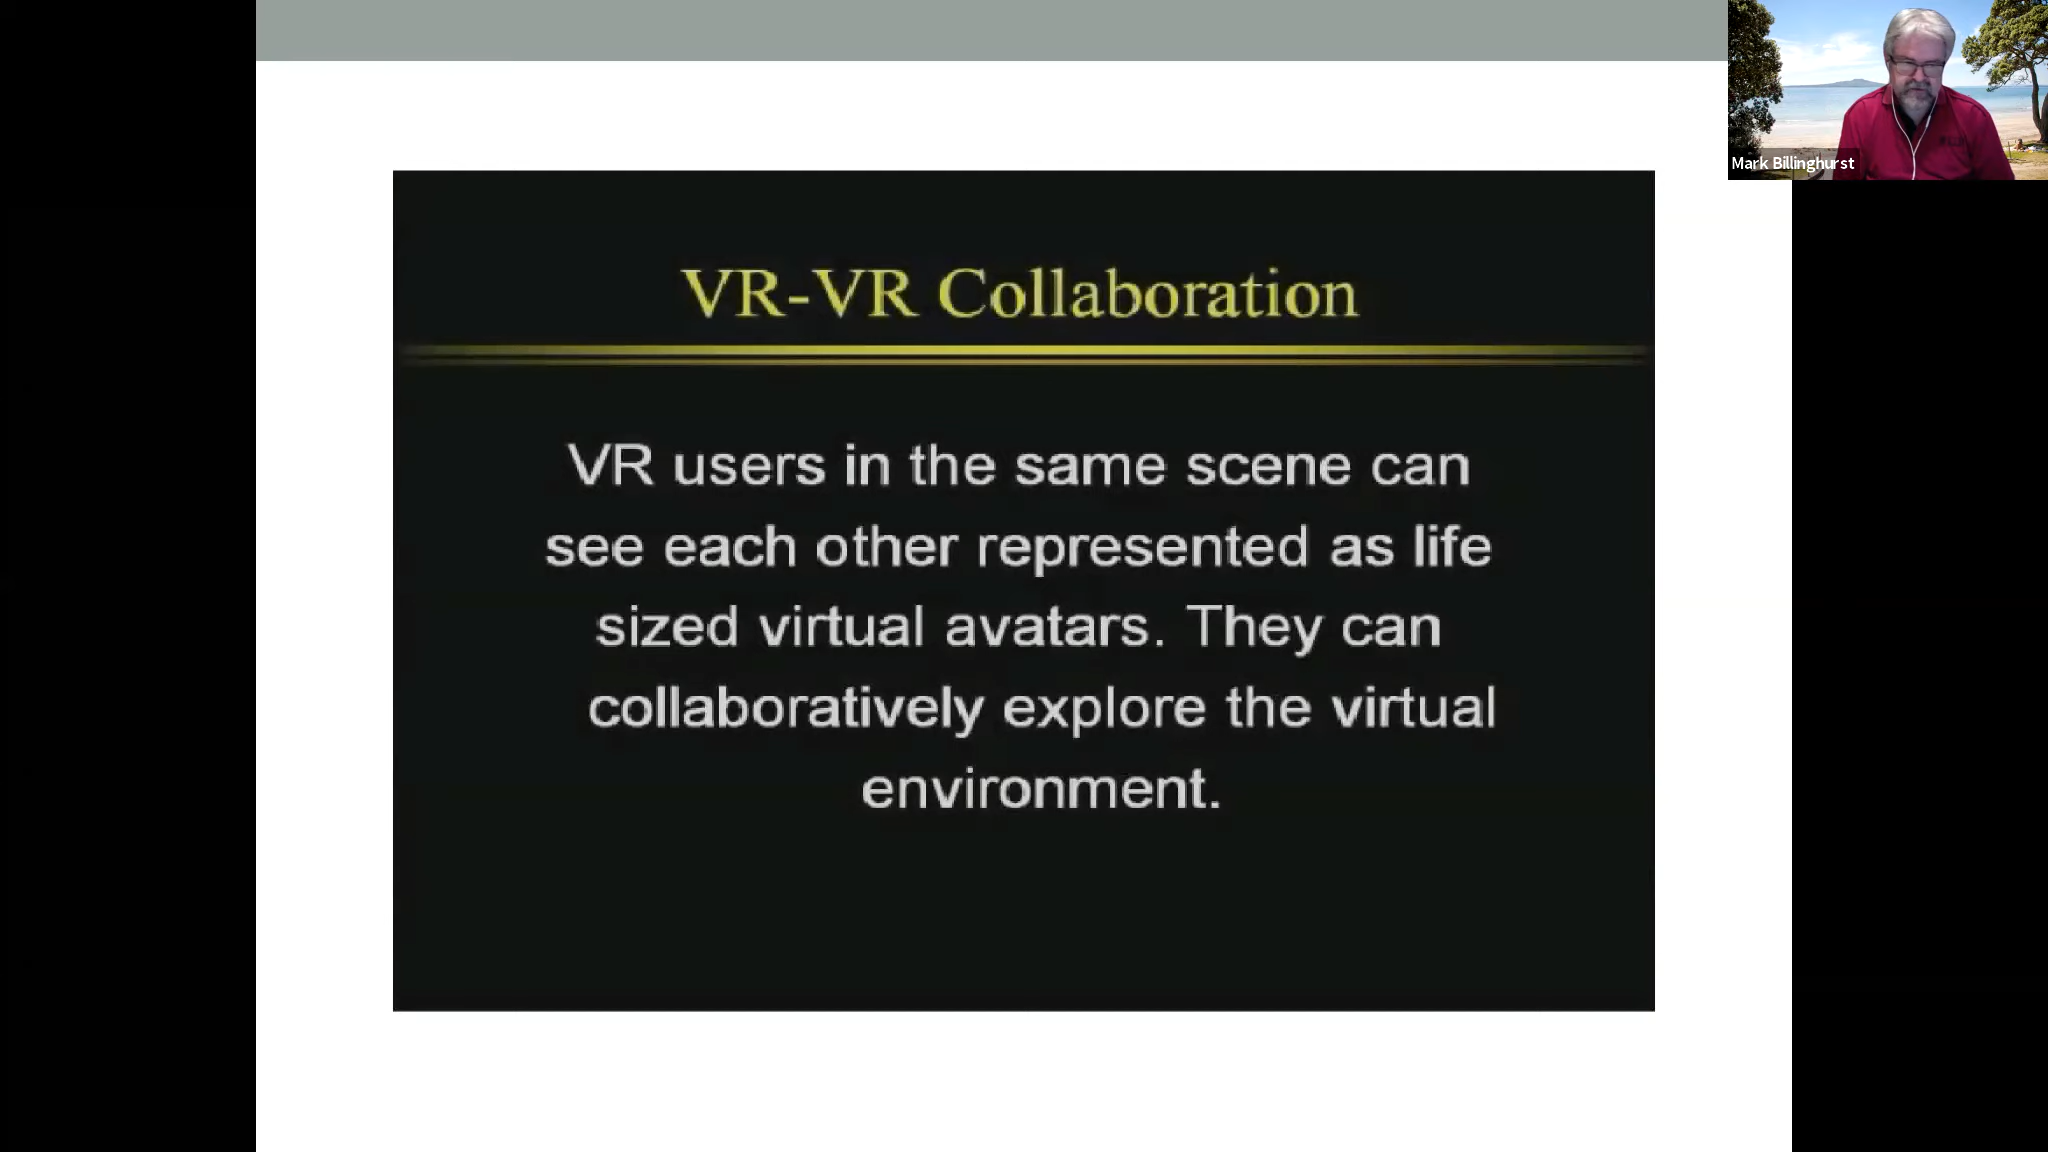 Mark Billinghurst
VR-VR Collaboration
VR users in the same scene can
see each other represented as life
sized virtual avatars. They can
collaboratively explore the virtual
environment.